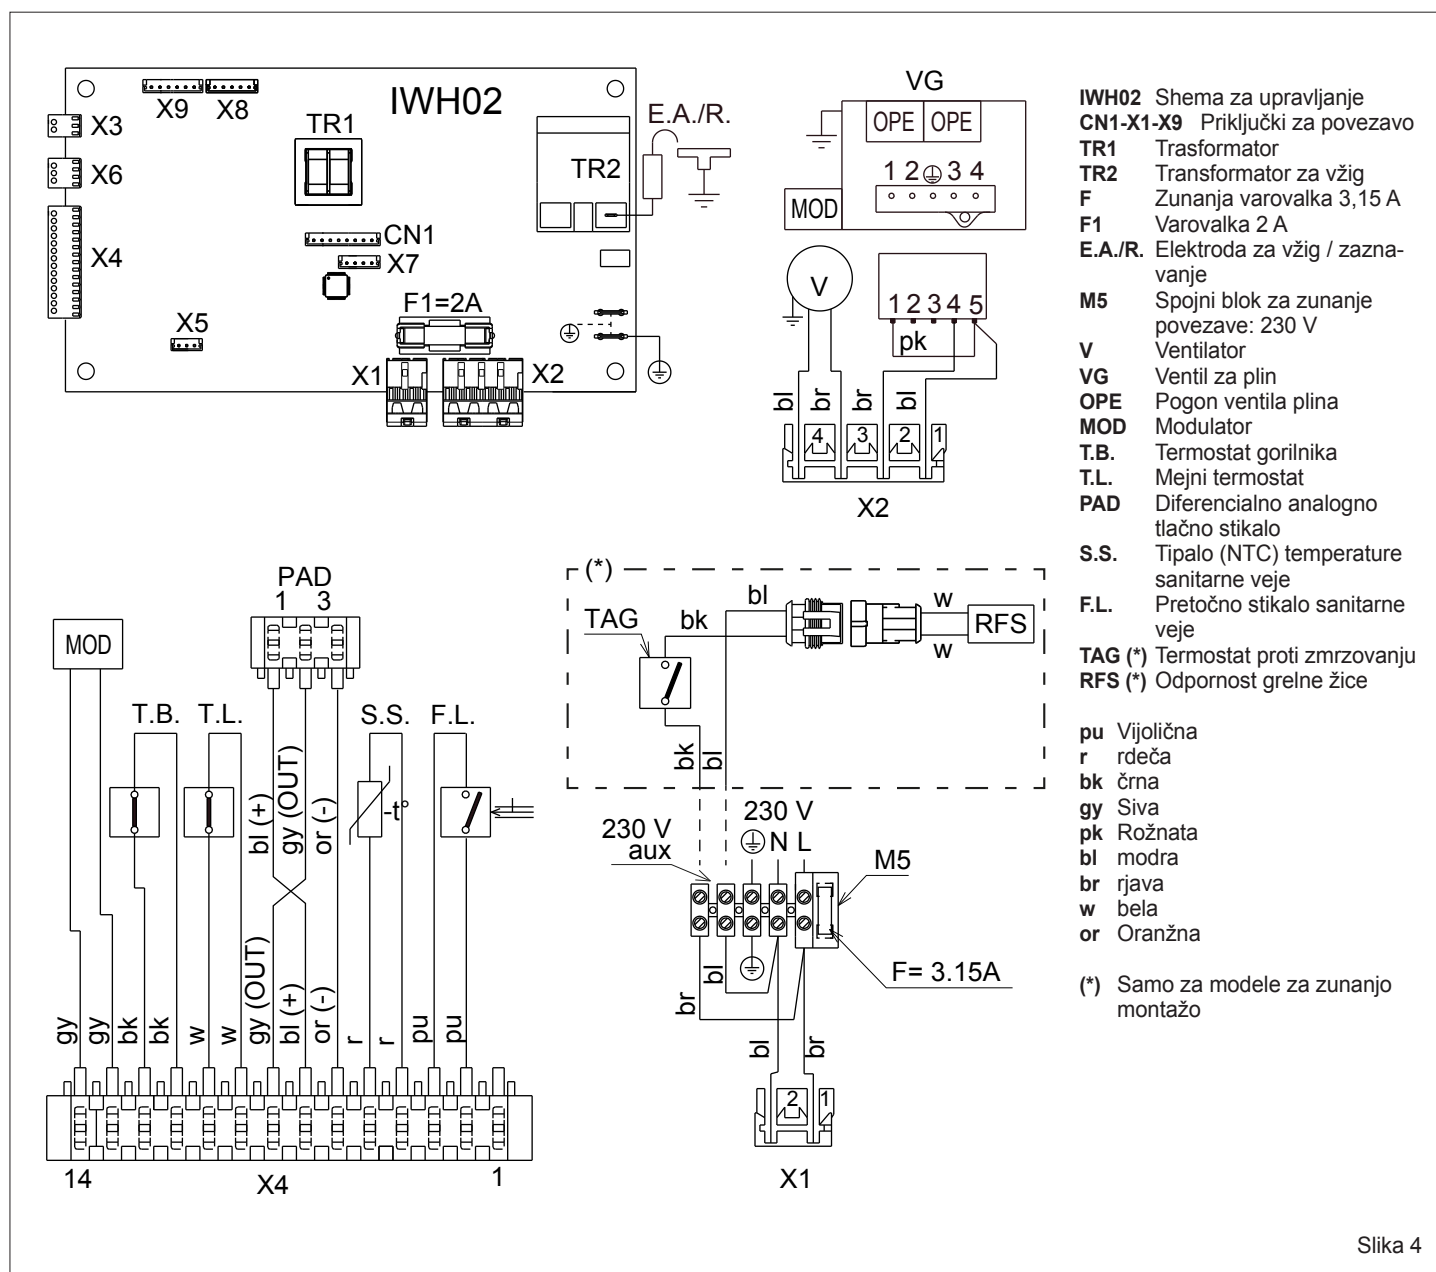 IWH02
X9 X8
X3
TR1
E.A./R.
X6
TR2
X4
CN1
X7
F1=2A
X5
X1
X2
VG
OPE OPE
1 2 3 4
MOD
V
1 2 3 4 5
pk
bl
br
br
bl
4 3 2 1
X2
IWH02 Shema za upravljanje
CN1-X1-X9 Priključki za povezavo
TR1 Trasformator
TR2 Transformator za vžig
F Zunanja varovalka 3,15 A
F1 Varovalka 2 A
E.A./R. Elektroda za vžig / zazna-
vanje
M5 Spojni blok za zunanje
povezave: 230 V
V Ventilator
VG Ventil za plin
OPE Pogon ventila plina
MOD Modulator
T.B. Termostat gorilnika
T.L. Mejni termostat
PAD Diferencialno analogno
tlačno stikalo
S.S. Tipalo (NTC) temperature
sanitarne veje
F.L. Pretočno stikalo sanitarne
veje
TAG (*) Termostat proti zmrzovanju
RFS (*) Odpornost grelne žice
pu Vijolična
r rdeča
bk črna
gy Siva
pk Rožnata
bl modra
br rjava
w bela
or Oranžna
(*) Samo za modele za zunanjo
montažo
PAD
1 3
MOD
T.B. T.L. S.S. F.L.
bl (+)
gy (OUT)
or (-)
-t°
gy
gy
bk
bk
w
w
gy (OUT)
bl (+)
or (-)
r
r
pu
pu
14 X4 1
(*)
TAG
bk
bl
w
w
RFS
bk
bl
230 V
aux
230 V
N L
M5
F= 3.15A
br
bl
bl
br
2 1
X1
Slika 4